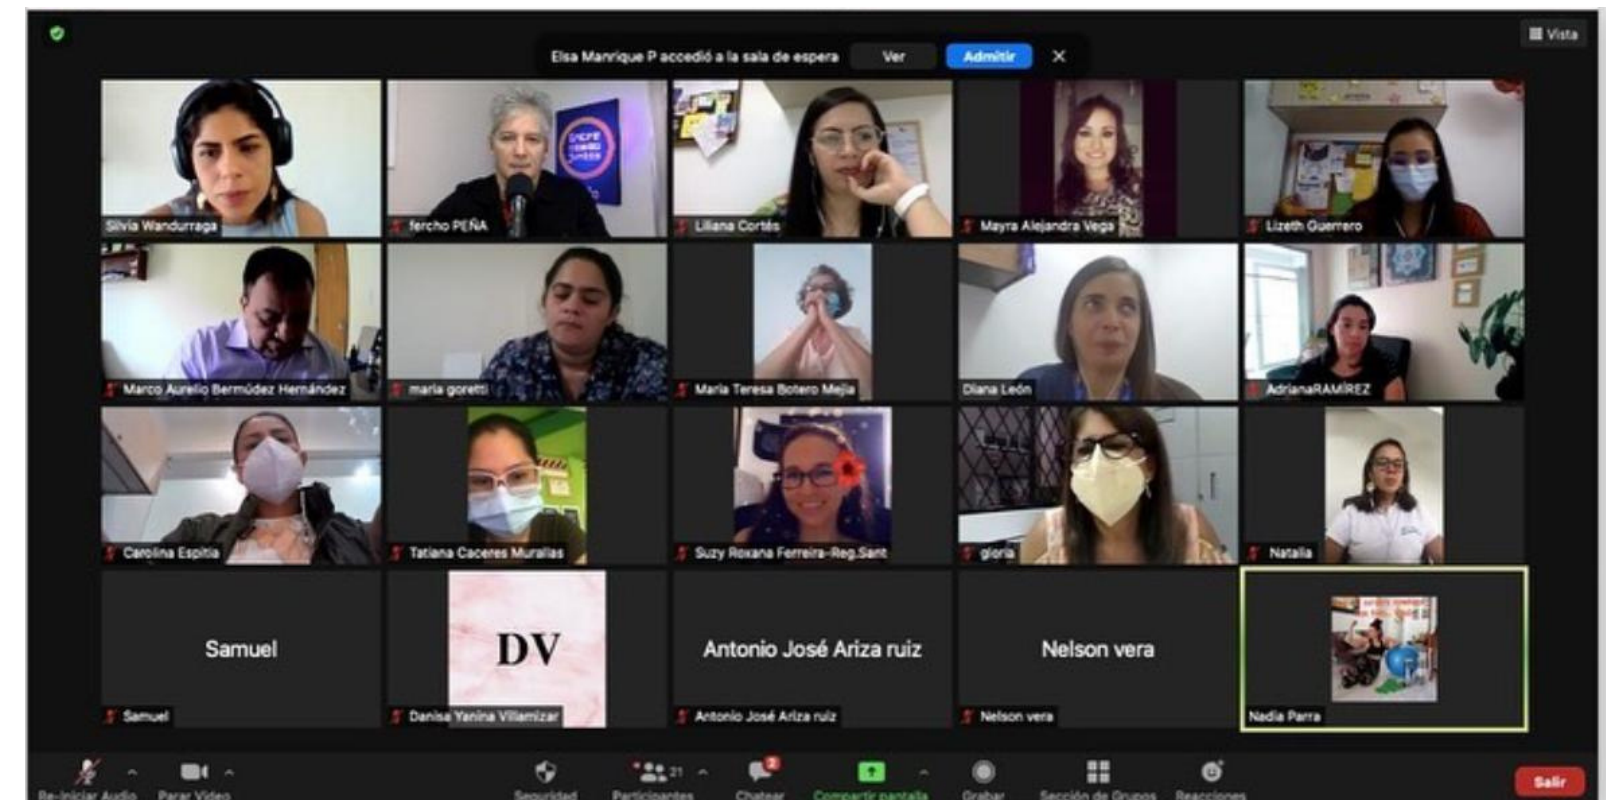 Vista
Elsa Manrique P accedió a la sala de espera Ver Admitir
Silvia Wandurraga
fercho PEÑA
Liliana Cortés
Mayra Alejandra Vega
Lizeth Guerrero
Marco Aurelio Bermúdez Hernández
maria goretti
Maria Teresa Botero Mejia
Diana León
AdrianaRAMÍREZ
Carolina Espitia
Tatiana Caceres Murallas
Suzy Roxana Ferreira-Reg.Sant
gloria
Natalia
Samuel
DV
Antonio José Ariza ruiz
Nelson vera
Samuel
Danisa Yanina Villamizar
Antonio José Ariza ruiz
Nelson vera
Nadia Parra
21
2
Re-iniciar Audio
Parar Video
Seguridad
Participantes
Chatear
Compartir pantalla
Grabar
Sección de Grupos
Reacciones
Salir